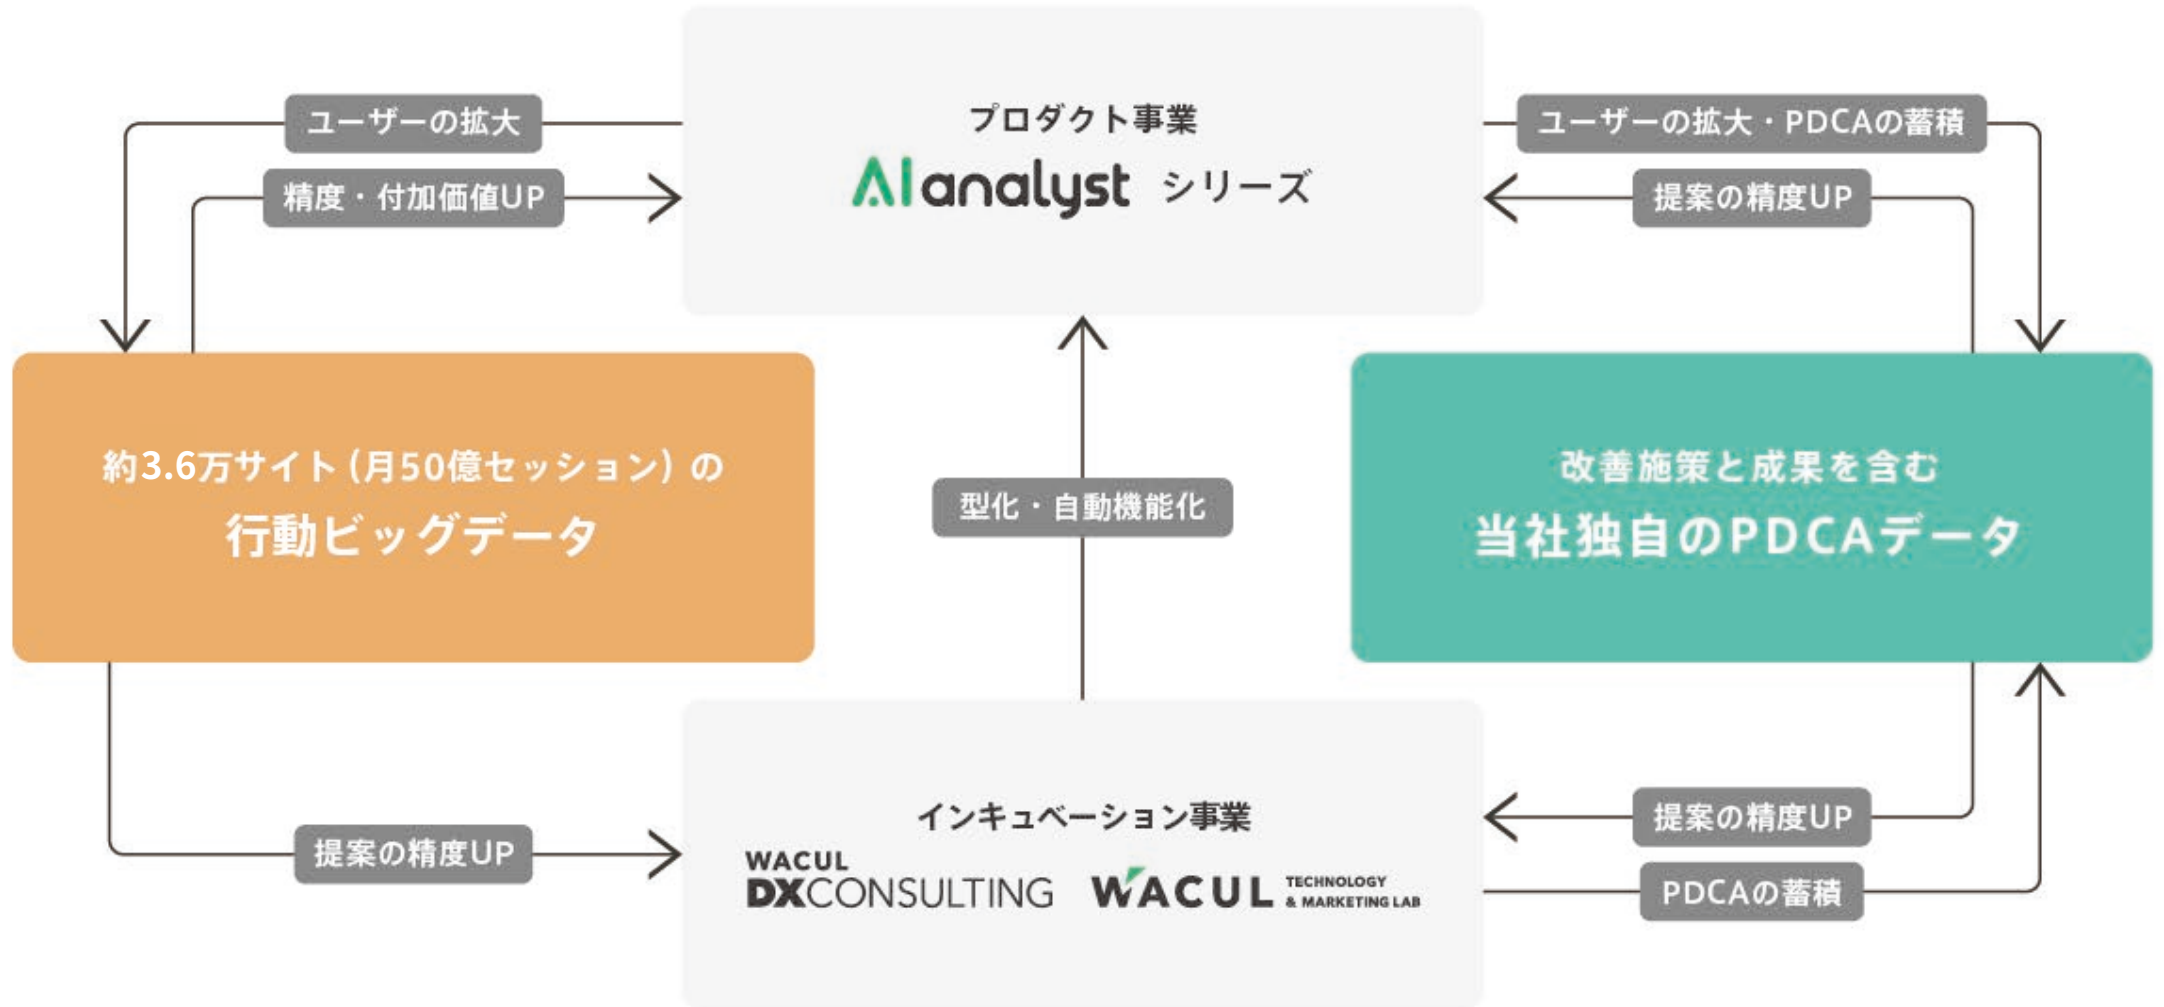 プロダクト事業
AI analyst シリーズ
ユーザーの拡大
精度・付加価値UP
ユーザーの拡大・PDCAの蓄積
提案の精度UP
約3.6万サイト(月50億セッション)の
行動ビッグデータ
型化・自動機能化
改善施策と成果を含む
当社独自のPDCAデータ
インキュベーション事業
WACUL
DXCONSULTING
WACUL
TECHNOLOGY
& MARKETING LAB
提案の精度UP
提案の精度UP
PDCAの蓄積